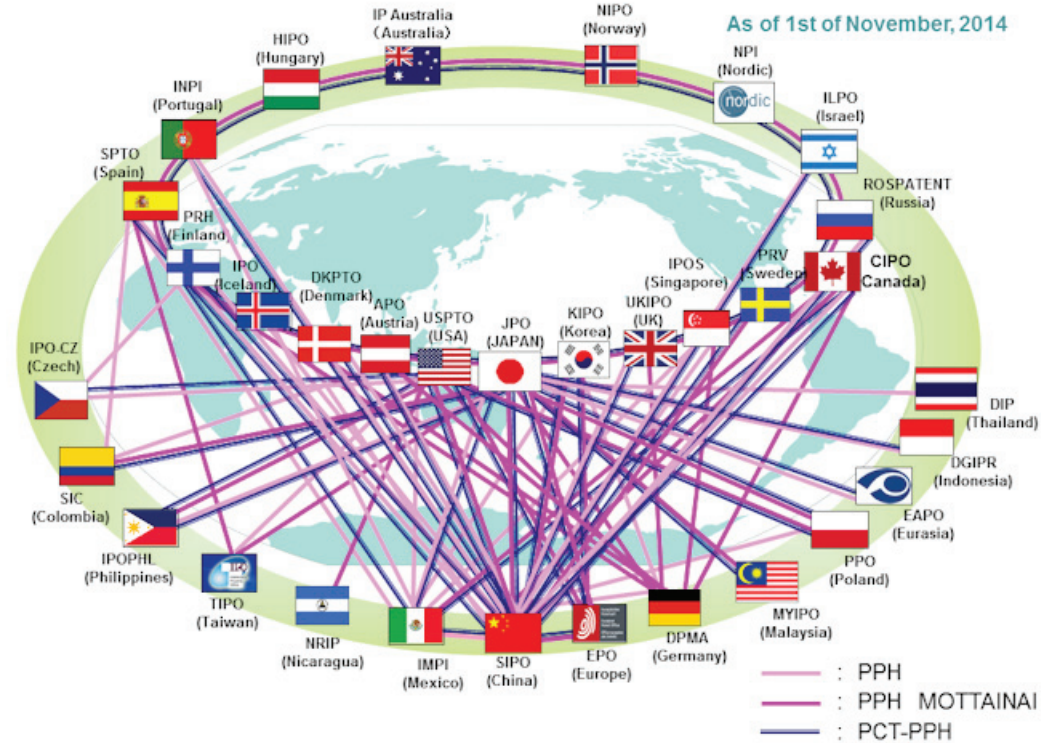 As of 1st of November, 2014
IP Australia
(Australia)
NIPO
(Norway)
HIPO
(Hungary)
NPI
(Nordic)
nordic
INPI
(Portugal)
ILPO
(Israel)
SPTO
(Spain)
ROSPATENT
(Russia)
PRH
(Finland)
IPO
(Iceland)
DKPTO
(Denmark)
APO
(Austria)
USPTO
(USA)
JPO
(JAPAN)
KIPO
(Korea)
UKIPO
(UK)
IPOS
(Singapore)
PRV
(Sweden)
CIPO
Canada)
IPO-CZ
(Czech)
DIP
(Thailand)
SIC
(Colombia)
DGIPR
(Indonesia)
IPOPHL
(Philippines)
EAPO
(Eurasia)
PPO
(Poland)
TIPO
(Taiwan)
MYIPO
(Malaysia)
NRIP
(Nicaragua)
IMPI
(Mexico)
SIPO
(China)
EPO
(Europe)
DPMA
(Germany)
: PPH
: PPH MOTTAINAI
: PCT-PPH